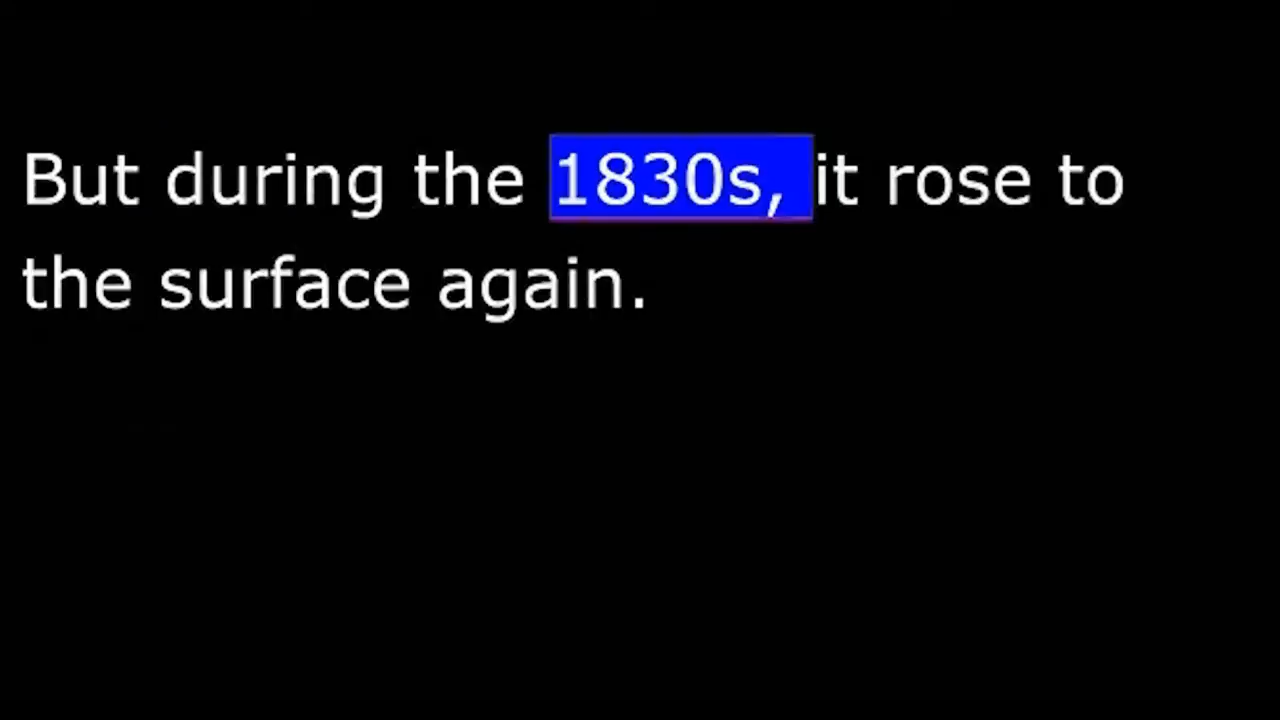 But during the 1830s, it rose to
the surface again.